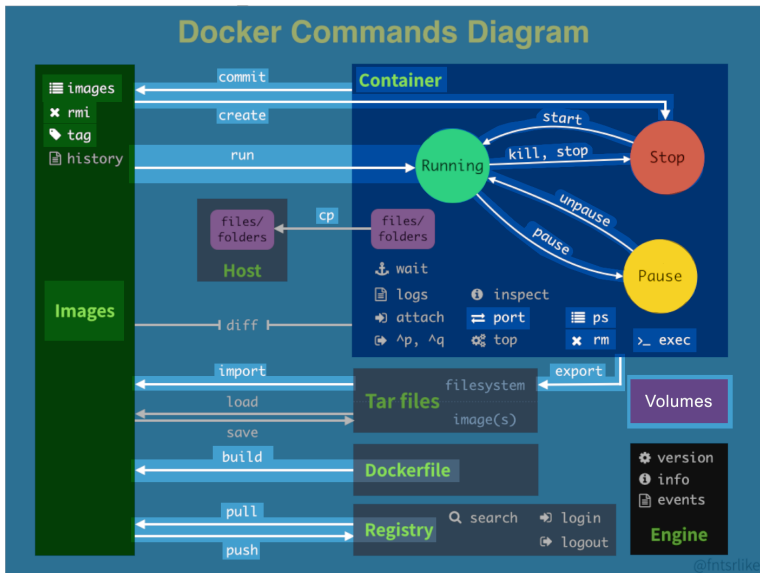 Docker Commands Diagram
commit
Container
images
rmi
tag
history
create
start
run
Running
kill, stop
Stop
unpause
pause
Pause
cp
files/
folders
files/
folders
Host
wait
logs
inspect
attach
port
ps
^p, ^q
top
rm
>_ exec
Images
diff
import
export
filesystem
Tar files
load
image(s)
save
Volumes
build
Dockerfile
version
info
events
Engine
pull
search
login
Registry
logout
push
@fntsrlike